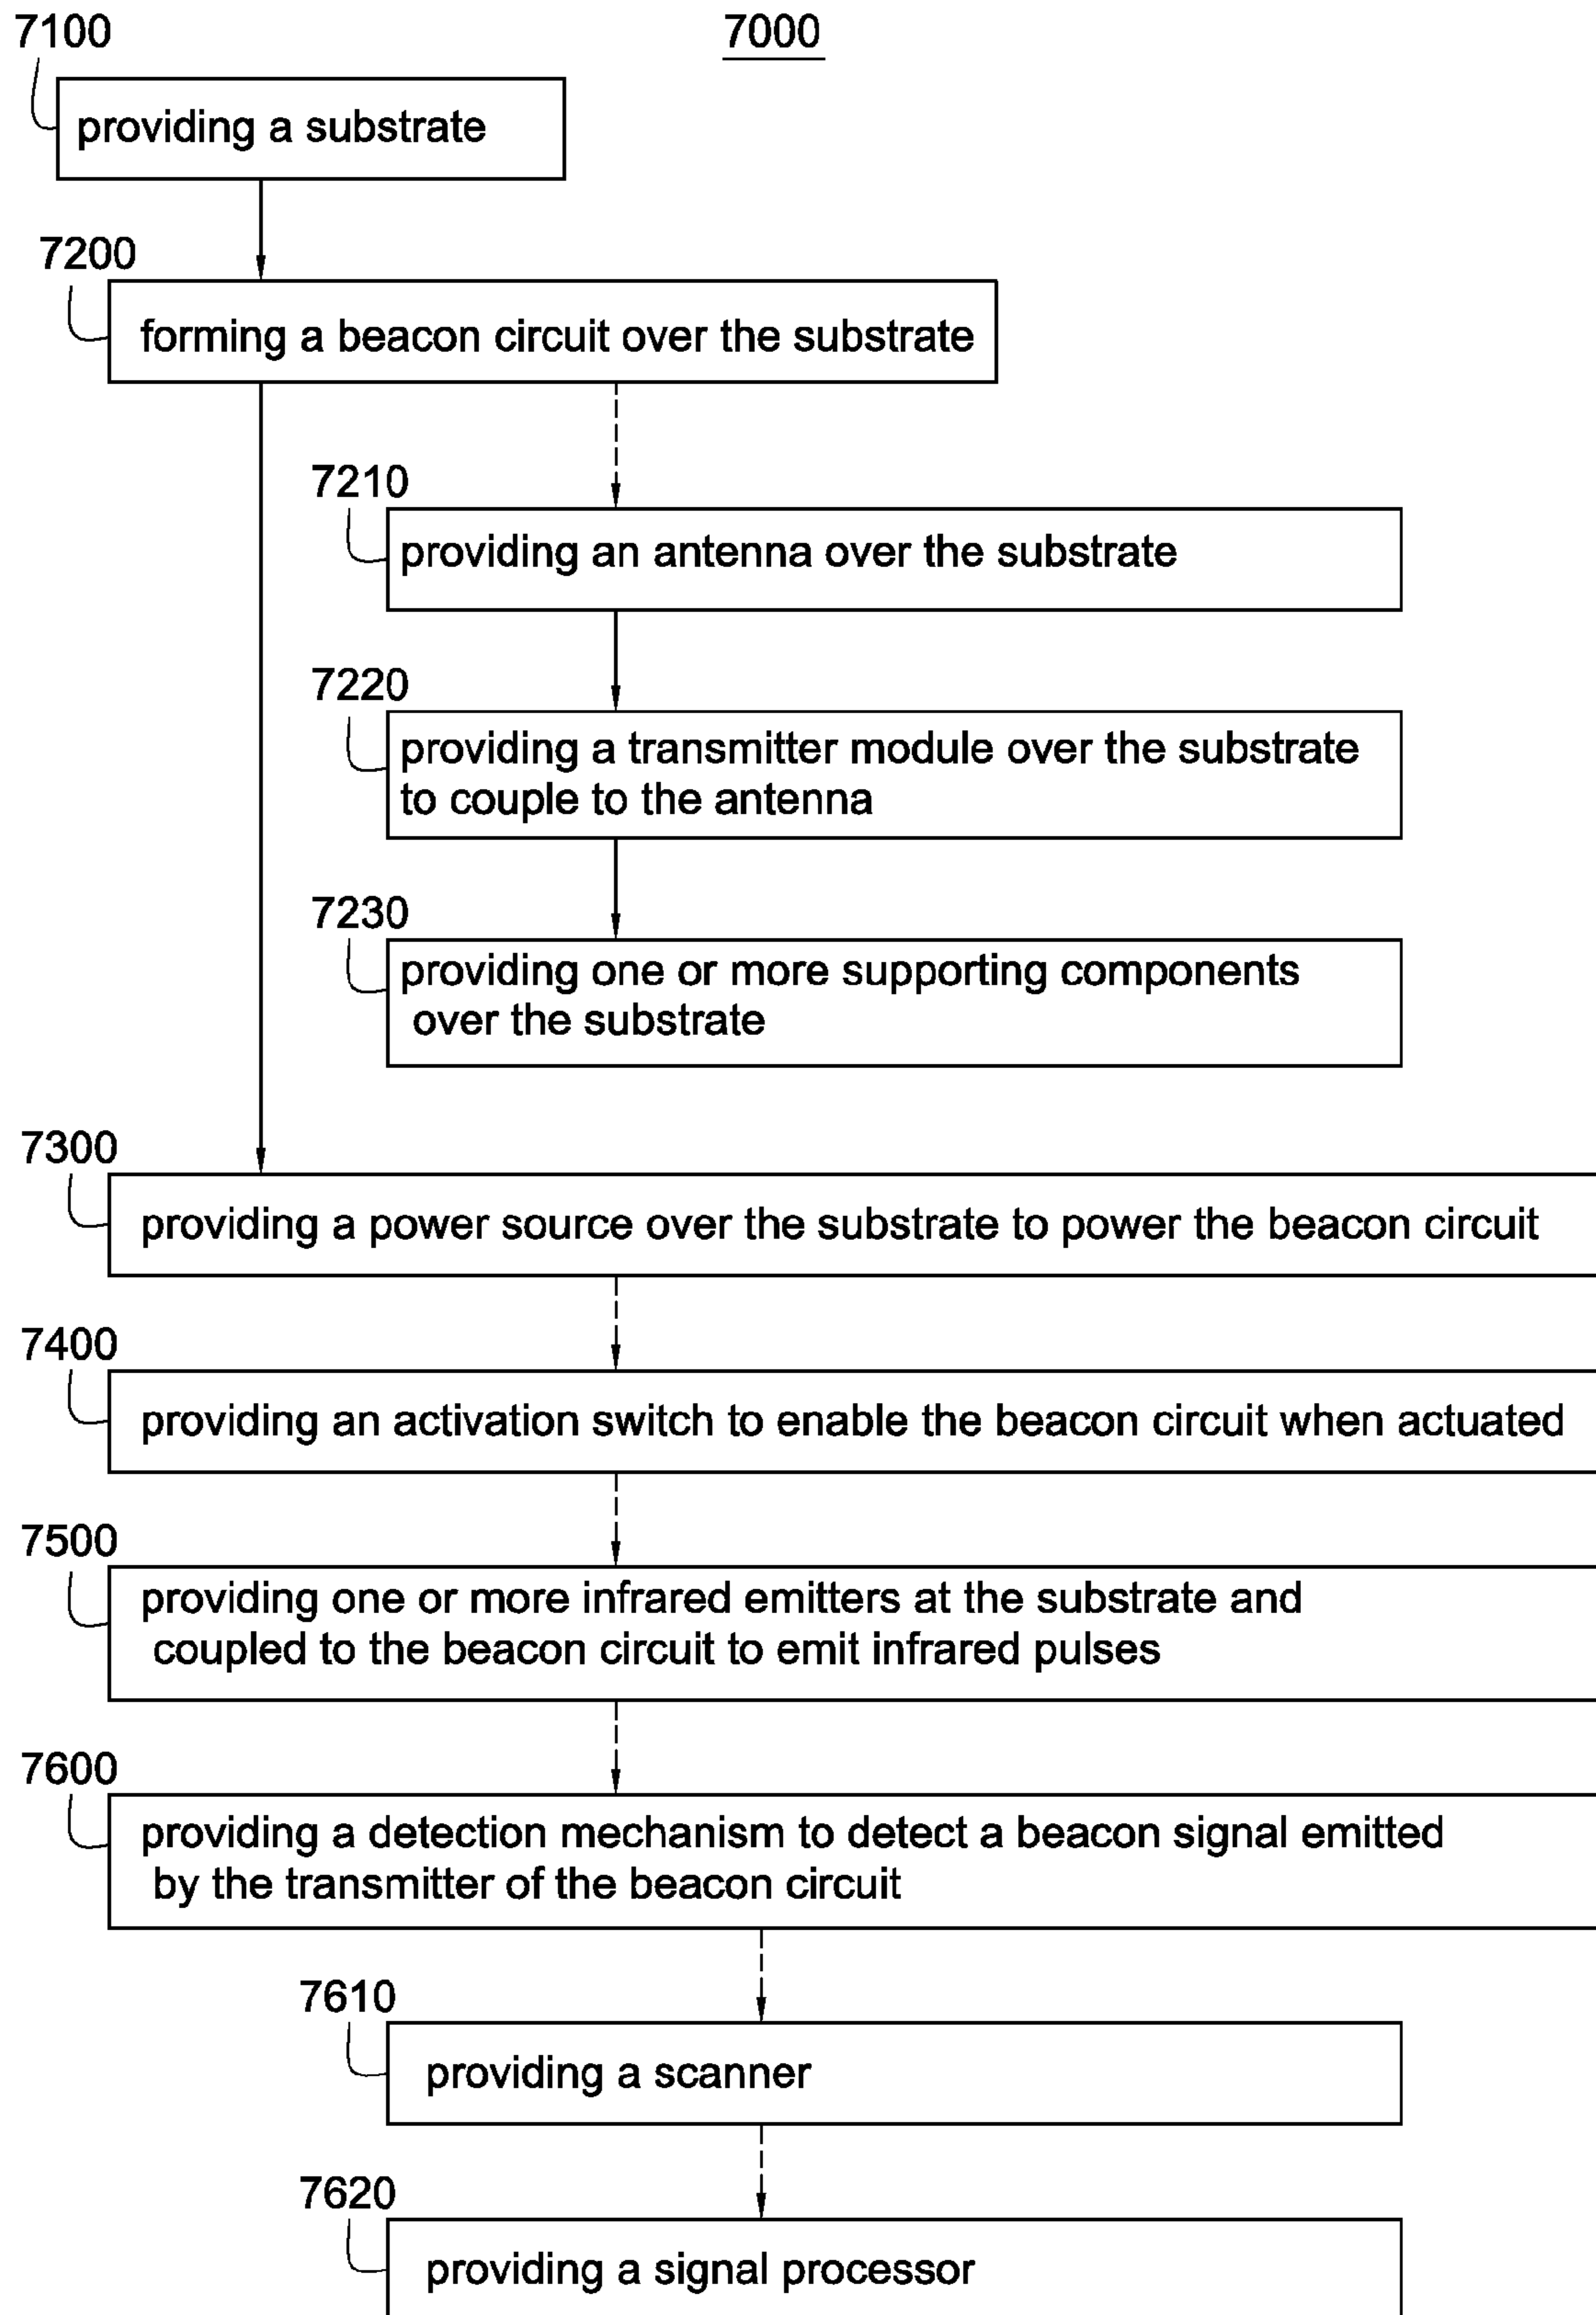 7100
7000
providing a substrate
7200
forming a beacon circuit over the substrate
7210
providing an antenna over the substrate
7220
providing a transmitter module over the substrate
to couple to the antenna
7230
providing one or more supporting components
over the substrate
7300
providing a power source over the substrate to power the beacon circuit
7400
providing an activation switch to enable the beacon circuit when actuated
7500
providing one or more infrared emitters at the substrate and
coupled to the beacon circuit to emit infrared pulses
7600
providing a detection mechanism to detect a beacon signal emitted
by the transmitter of the beacon circuit
7610
providing a scanner
7620
providing a signal processor